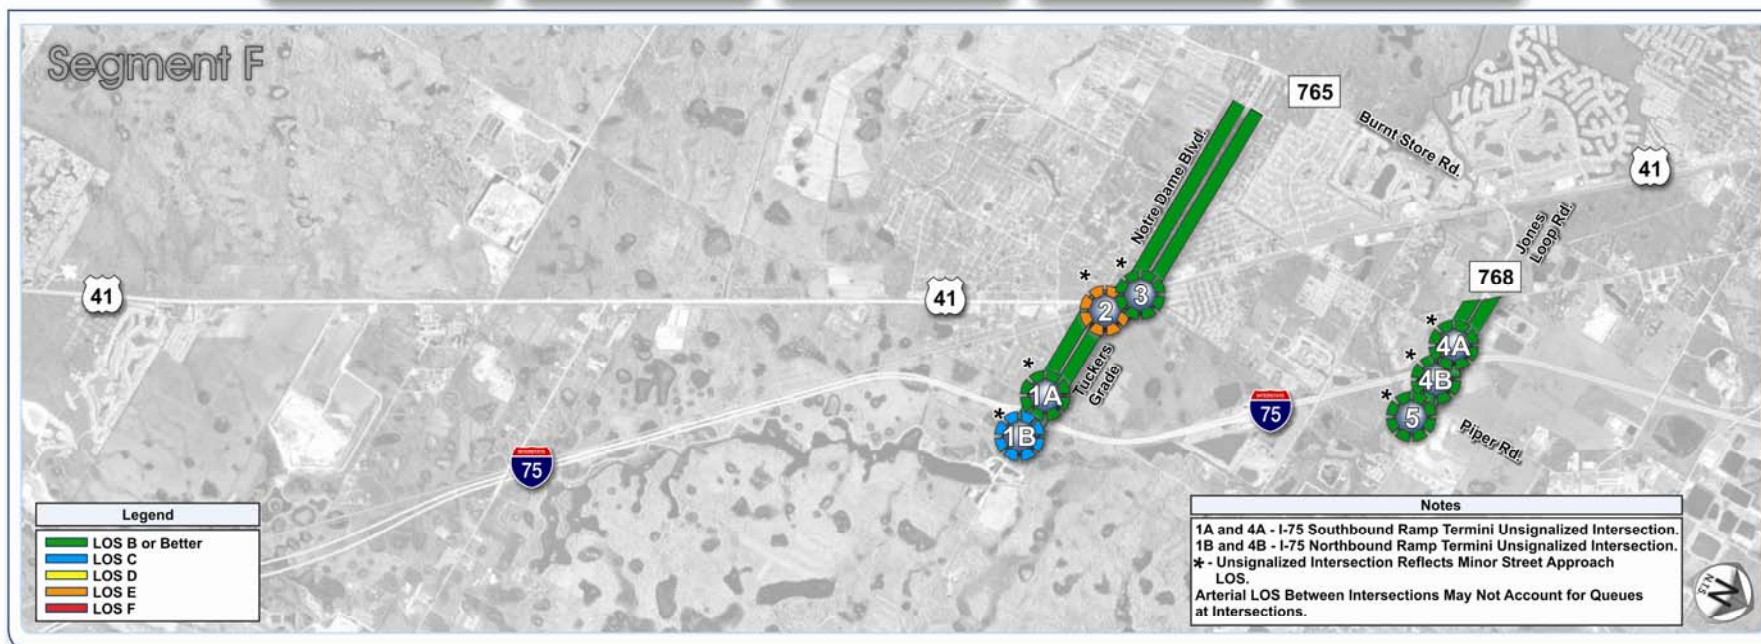 Segment F
765
Burnt Store Rd.
41
Notre Dame Blvd.
Jones
Loop Rd.
768
41
41
*
*
3
2
*
4A
*
4B
*
5
*
1A
Tuckers
Grade
*
1B
INTERSTATE
75
Piper Rd.
INTERSTATE
75
Legend
LOS B or Better
LOS C
LOS D
LOS E
LOS F
Notes
1A and 4A - I-75 Southbound Ramp Termini Unsignalized Intersection.
1B and 4B - I-75 Northbound Ramp Termini Unsignalized Intersection.
* - Unsignalized Intersection Reflects Minor Street Approach
LOS.
Arterial LOS Between Intersections May Not Account for Queues
at Intersections.
N
N.T.S.